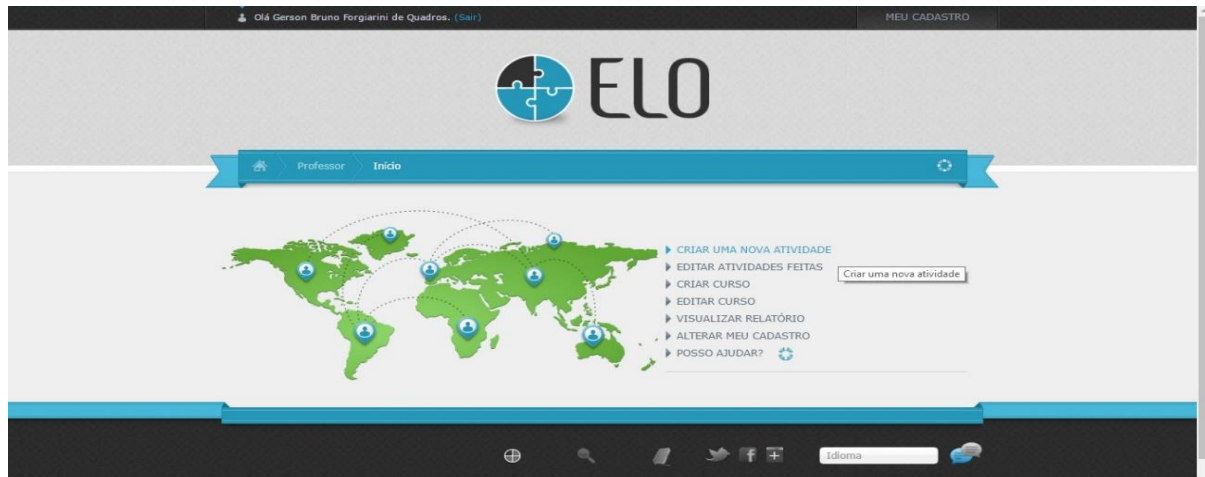 Olá Gerson Bruno Forgiarini de Quadros. (Sair)
MEU CADASTRO
ELO
Professor
Início
CRIAR UMA NOVA ATIVIDADE
EDITAR ATIVIDADES FEITAS
Criar uma nova atividade
CRIAR CURSO
EDITAR CURSO
VISUALIZAR RELATÓRIO
ALTERAR MEU CADASTRO
POSSO AJUDAR?
Idioma